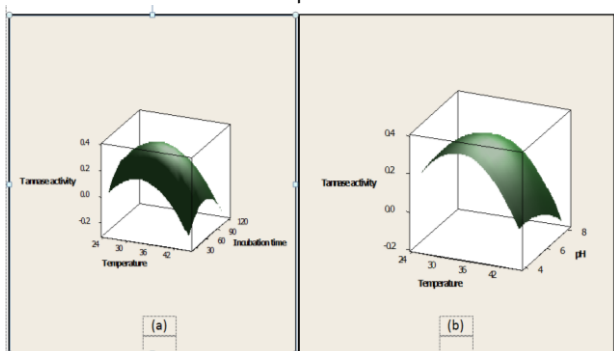 0.4
0.2
0.0
-0.2
Tannase activity
24
30
36
42
Temperature
30
60
90
120
Incubation time
(a)
0.4
0.2
0.0
-0.2
Tannase activity
24
30
36
42
Temperature
4
6
8
pH
(b)